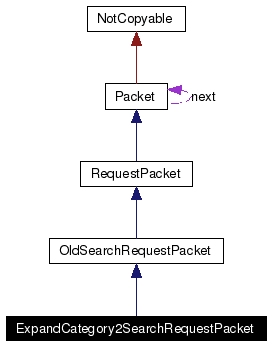 NotCopyable
Packet
next
RequestPacket
OldSearchRequestPacket
ExpandCategory2SearchRequestPacket